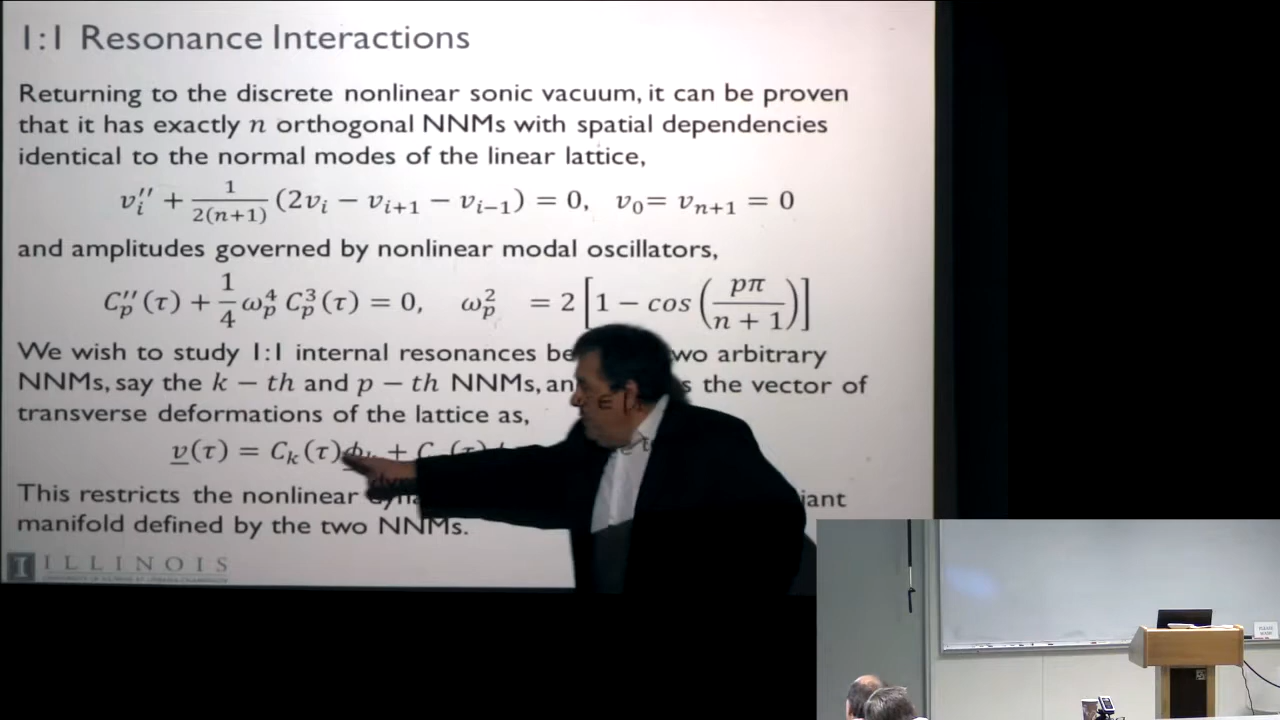 1:1 Resonance Interactions
Returning to the discrete nonlinear sonic vacuum, it can be proven
that it has exactly n orthogonal NNMs with spatial dependencies
identical to the normal modes of the linear lattice,
v_i'' + 1/(2(n+1)) (2v_i − v_{i+1} − v_{i−1}) = 0, v_0 = v_{n+1} = 0
and amplitudes governed by nonlinear modal oscillators,
C_p''(τ) + 1/4 ω_p^4 C_p^3(τ) = 0, ω_p^2 = 2[1 − cos(pπ/(n + 1))]
We wish to study 1:1 internal resonances arbitrary
NNMs, say the k − th and p − th NNMs, the vector of
transverse deformations of the lattice as,
v(τ) = C_k(τ) +
This restricts the nonlinear
manifold defined by the two NNMs.
I ILLINOIS